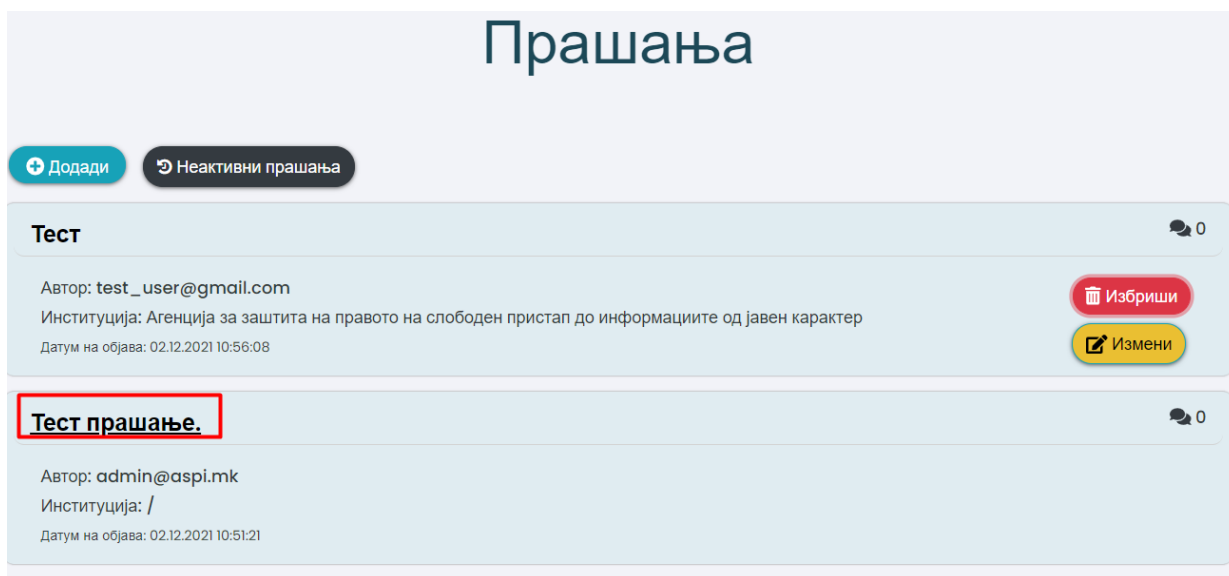 Прашања
Додади
Неактивни прашања
Тест
0
Автор: test_user@gmail.com
Институција: Агенција за заштита на правото на слободен пристап до информациите од јавен карактер
Датум на објава: 02.12.2021 10:56:08
Избриши
Измени
Тест прашање.
0
Автор: admin@aspi.mk
Институција: /
Датум на објава: 02.12.2021 10:51:21